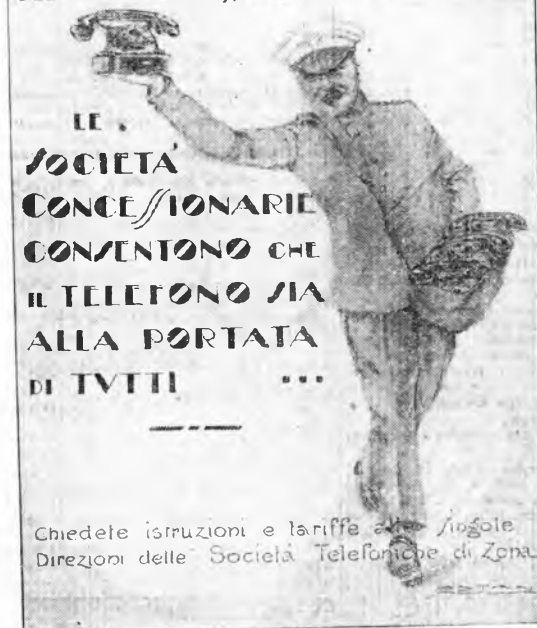 LE
SOCIETÀ
CONCESSIONARIE
CONSENTONO CHE
IL TELEFONO SIA
ALLA PORTATA
DI TVTTI ...
Chiedete istruzioni e tariffe alle Singole
Direzioni delle Società Telefoniche di Zona